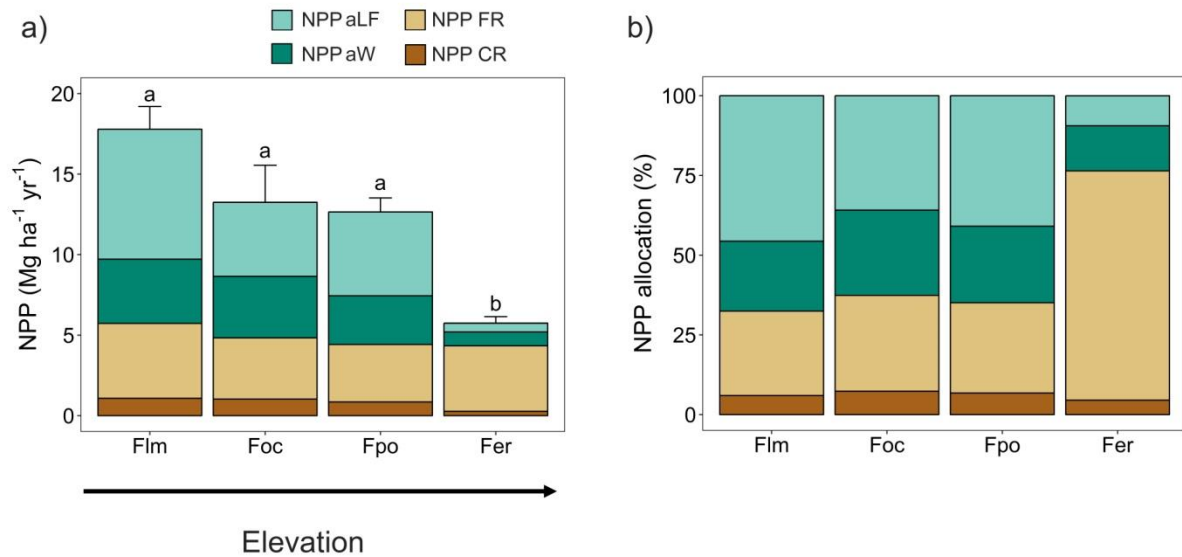 a)
NPP aLF
NPP FR
NPP aW
NPP CR
NPP (Mg ha⁻¹ yr⁻¹)
20
15
10
5
0
a
a
a
b
Flm
Foc
Fpo
Fer
Elevation
b)
NPP allocation (%)
100
75
50
25
0
Flm
Foc
Fpo
Fer